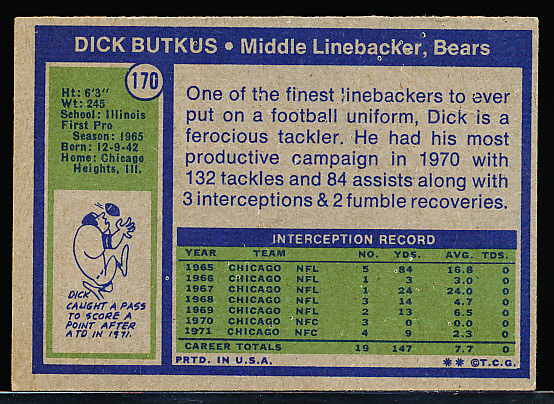 DICK BUTKUS • Middle Linebacker, Bears
170
Ht: 6'3"
Wt: 245
School: Illinois
First Pro
Season: 1965
Born: 12-9-42
Home: Chicago
Heights, Ill.
One of the finest linebackers to ever
put on a football uniform, Dick is a
ferocious tackler. He had his most
productive campaign in 1970 with
132 tackles and 84 assists along with
3 interceptions & 2 fumble recoveries.
DICK
CAUGHT A PASS
TO SCORE A
POINT AFTER
A TD IN 1971.
INTERCEPTION RECORD
YEAR TEAM NO. YDS. AVG. TDS.
1965 CHICAGO NFL 5 84 16.8 0
1966 CHICAGO NFL 1 3 3.0 0
1967 CHICAGO NFL 1 24 24.0 0
1968 CHICAGO NFL 3 14 4.7 0
1969 CHICAGO NFL 2 13 6.5 0
1970 CHICAGO NFC 3 0 0.0 0
1971 CHICAGO NFC 4 9 2.3 0
CAREER TOTALS 19 147 7.7 0
PRTD. IN U.S.A. ** ©T.C.G.